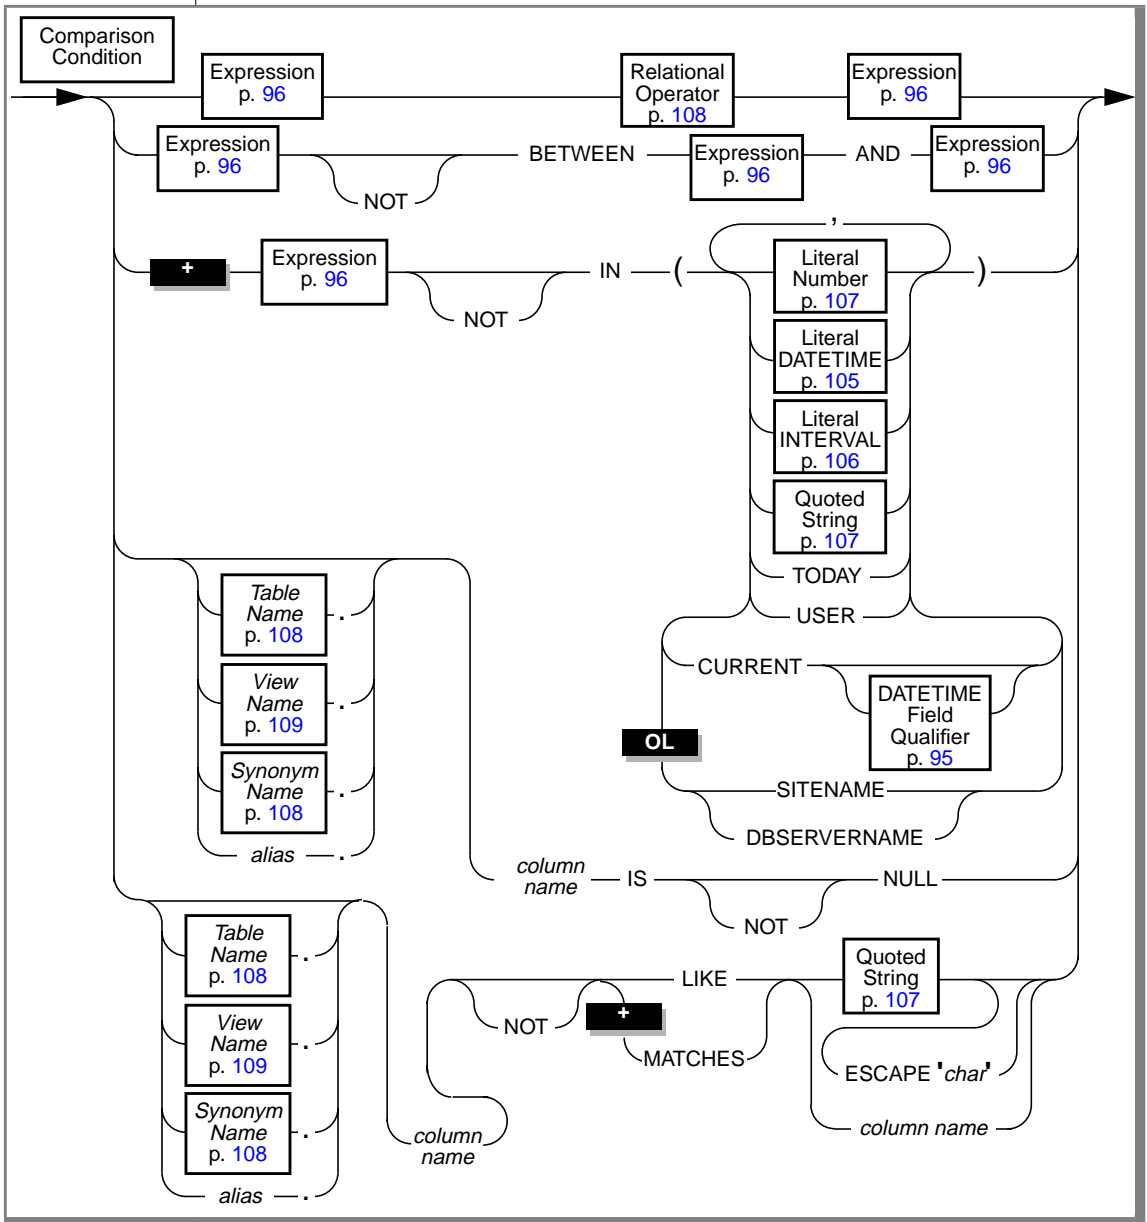 Comparison
Condition
Expression
p. 96
Relational
Operator
p. 108
Expression
p. 96
Expression
p. 96
NOT
BETWEEN
Expression
p. 96
AND
Expression
p. 96
+
Expression
p. 96
NOT
IN
(
,
Literal
Number
p. 107
)
Literal
DATETIME
p. 105
Literal
INTERVAL
p. 106
Quoted
String
p. 107
TODAY
USER
CURRENT
DATETIME
Field
Qualifier
p. 95
OL
SITENAME
DBSERVERNAME
Table
Name
p. 108
.
View
Name
p. 109
.
Synonym
Name
p. 108
.
alias
.
column
name
IS
NOT
NULL
Table
Name
p. 108
.
View
Name
p. 109
.
Synonym
Name
p. 108
.
alias
.
column
name
NOT
LIKE
+
MATCHES
Quoted
String
p. 107
ESCAPE 'char'
column name